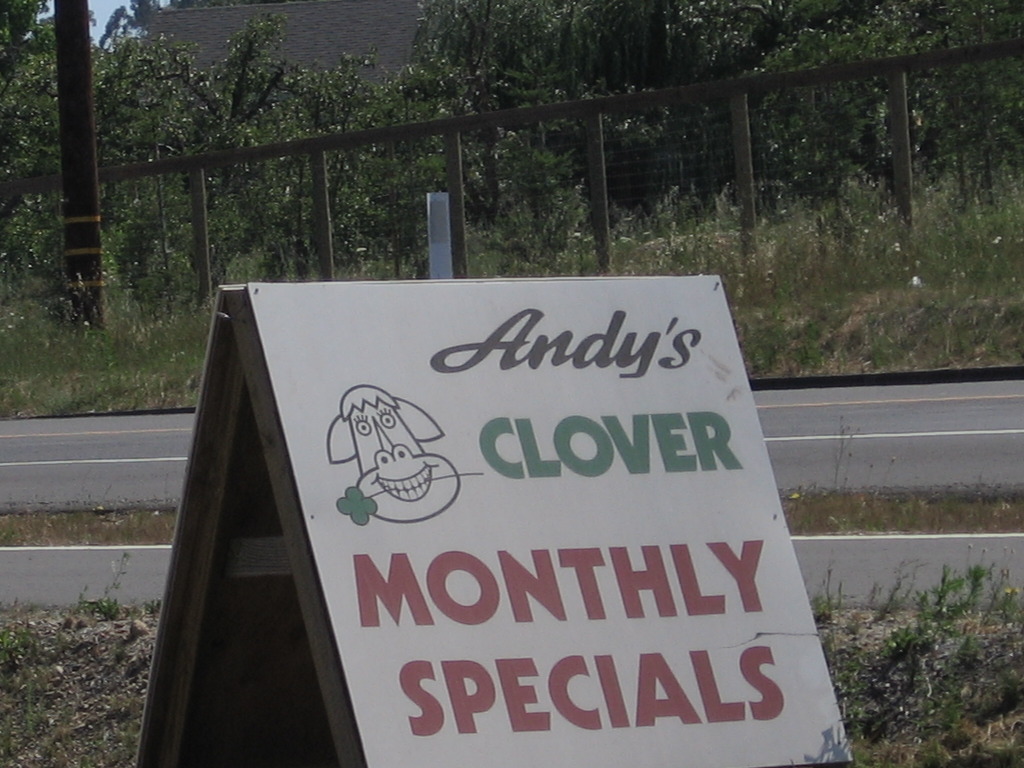 Andy's
CLOVER
MONTHLY
SPECIALS